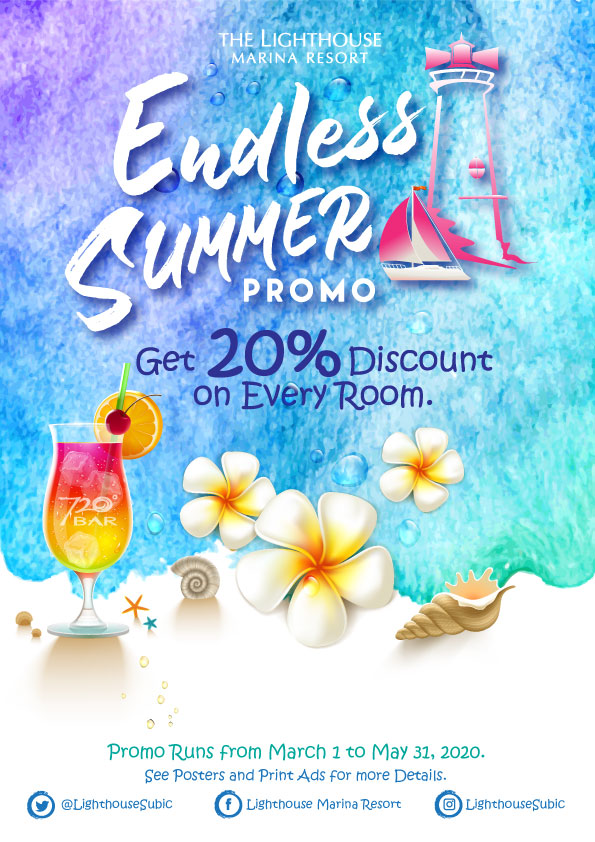 THE LIGHTHOUSE
MARINA RESORT
Endless
SUMMER
PROMO
Get 20% Discount
on Every Room.
720°
BAR
Promo Runs from March 1 to May 31, 2020.
See Posters and Print Ads for more Details.
@LighthouseSubic
Lighthouse Marina Resort
LighthouseSubic